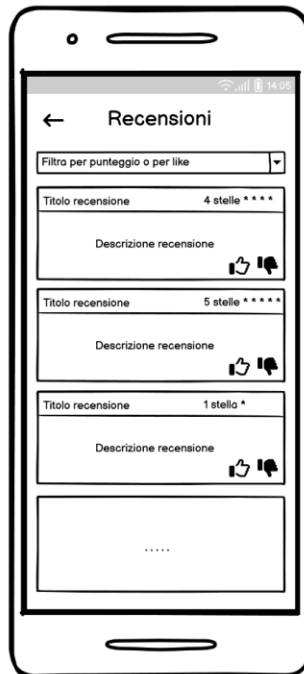 14:05
Recensioni
Filtra per punteggio o per like
Titolo recensione 4 stelle * * * *
Descrizione recensione
Titolo recensione 5 stelle * * * * *
Descrizione recensione
Titolo recensione 1 stella *
Descrizione recensione
.....